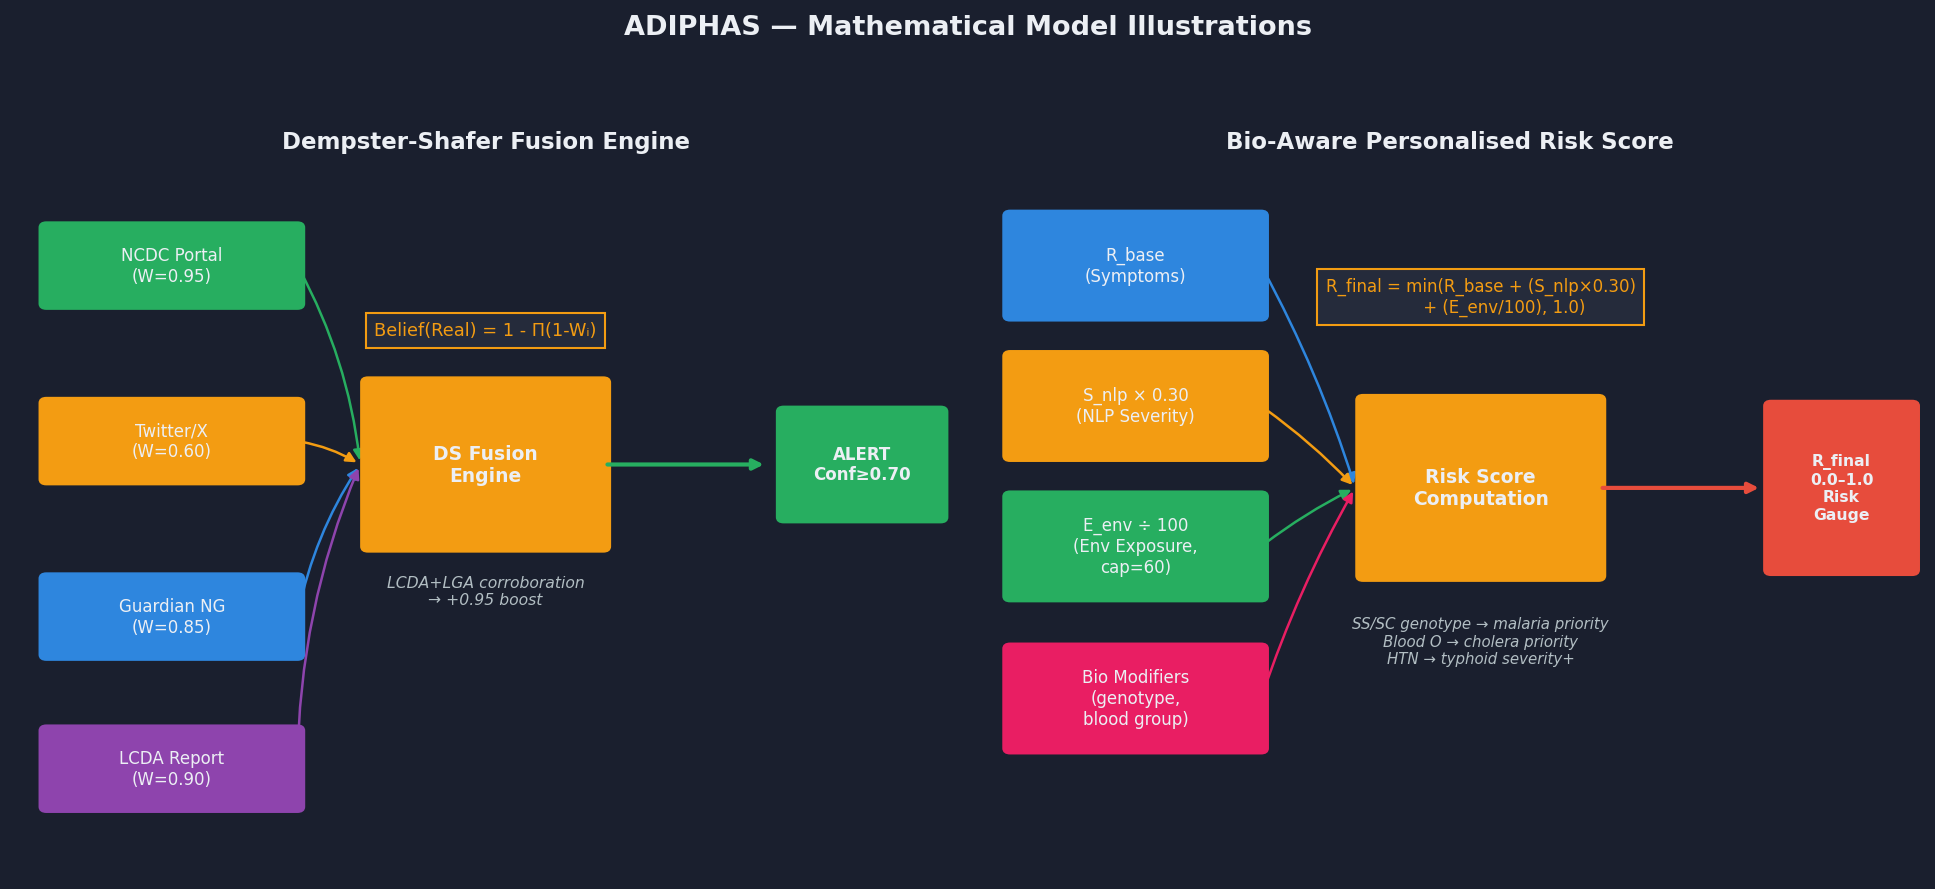 ADIPHAS — Mathematical Model Illustrations
Dempster-Shafer Fusion Engine
NCDC Portal
(W=0.95)
Twitter/X
(W=0.60)
Guardian NG
(W=0.85)
LCDA Report
(W=0.90)
Belief(Real) = 1 - Π(1-Wᵢ)
DS Fusion
Engine
LCDA+LGA corroboration
→ +0.95 boost
ALERT
Conf≥0.70
Bio-Aware Personalised Risk Score
R_base
(Symptoms)
S_nlp × 0.30
(NLP Severity)
E_env ÷ 100
(Env Exposure,
cap=60)
Bio Modifiers
(genotype,
blood group)
R_final = min(R_base + (S_nlp×0.30)
+ (E_env/100), 1.0)
Risk Score
Computation
SS/SC genotype → malaria priority
Blood O → cholera priority
HTN → typhoid severity+
R_final
0.0–1.0
Risk
Gauge